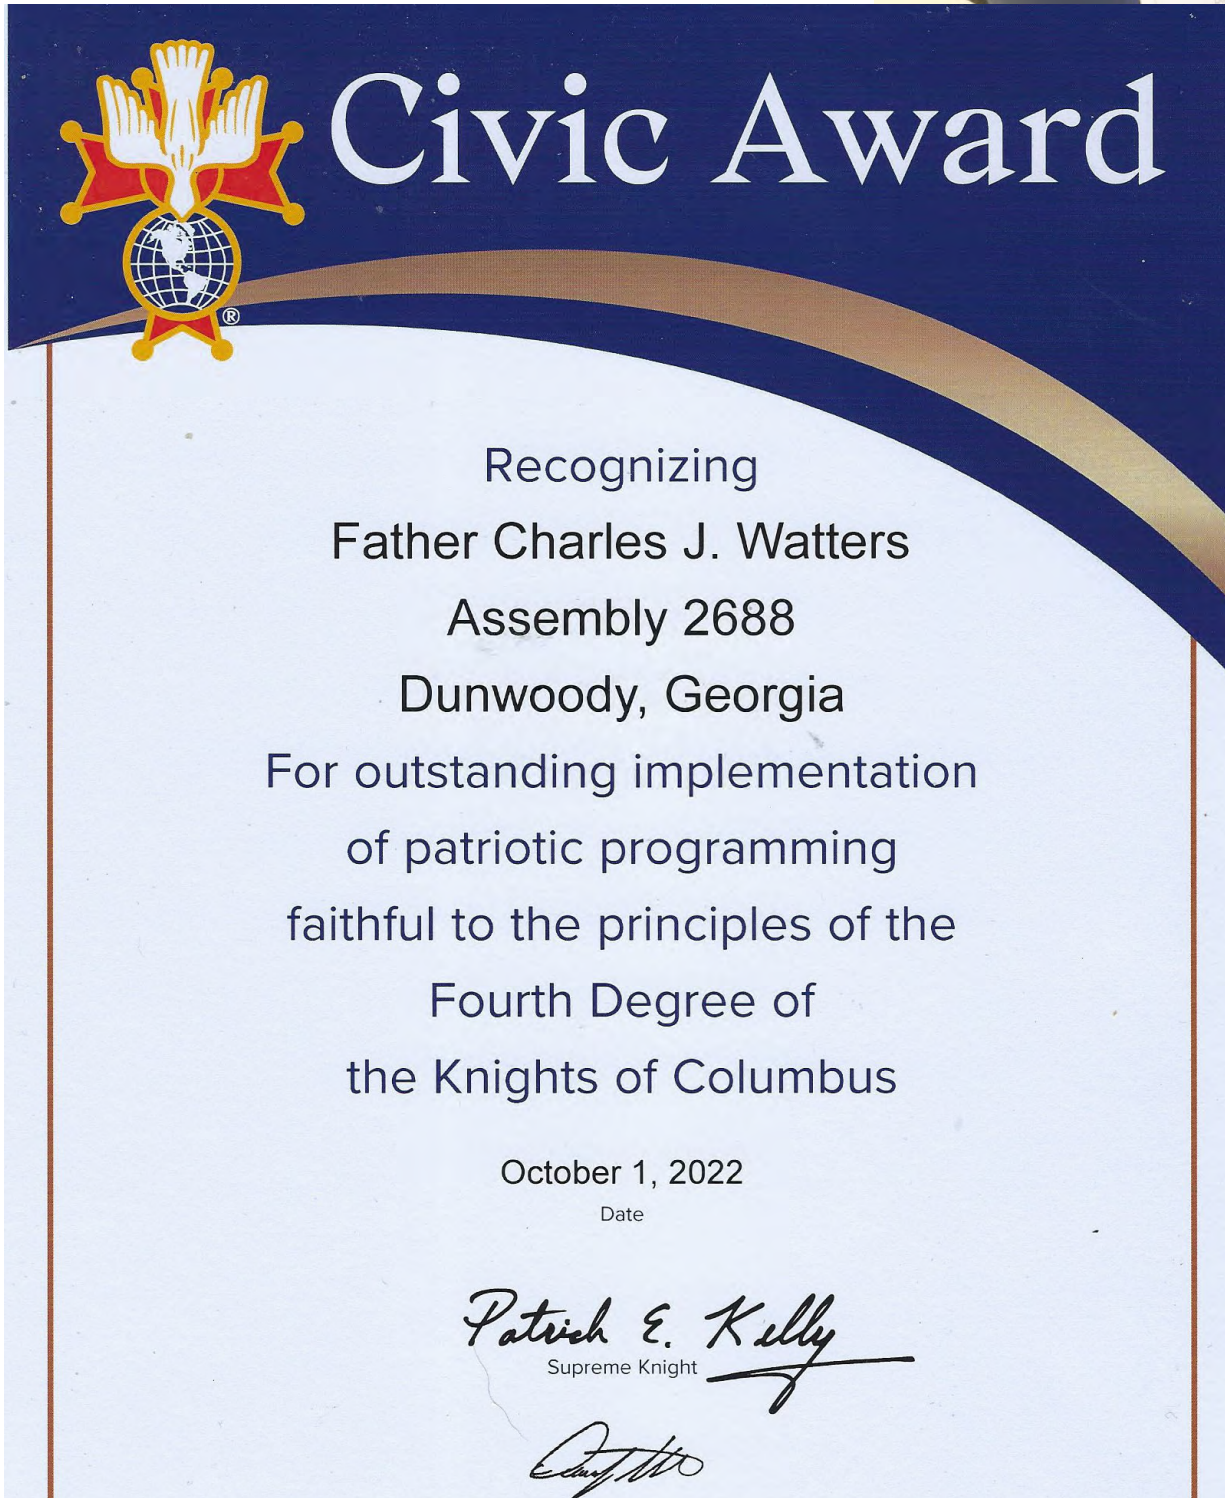 Civic Award
®
Recognizing
Father Charles J. Watters
Assembly 2688
Dunwoody, Georgia
For outstanding implementation
of patriotic programming
faithful to the principles of the
Fourth Degree of
the Knights of Columbus
October 1, 2022
Date
Patrick E. Kelly
Supreme Knight